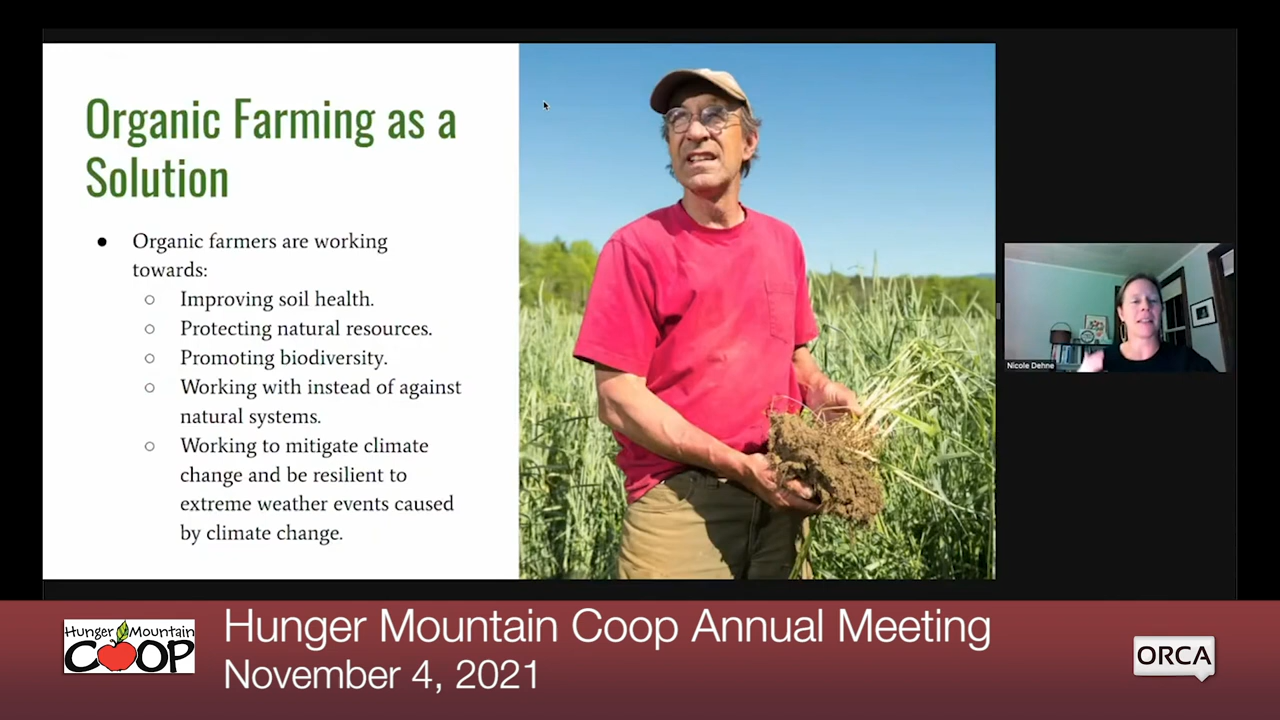 Organic Farming as a
Solution
● Organic farmers are working
towards:
○ Improving soil health.
○ Protecting natural resources.
○ Promoting biodiversity.
○ Working with instead of against
natural systems.
○ Working to mitigate climate
change and be resilient to
extreme weather events caused
by climate change.
Nicole Dehne
Hunger Mountain
COOP
Hunger Mountain Coop Annual Meeting
November 4, 2021
ORCA